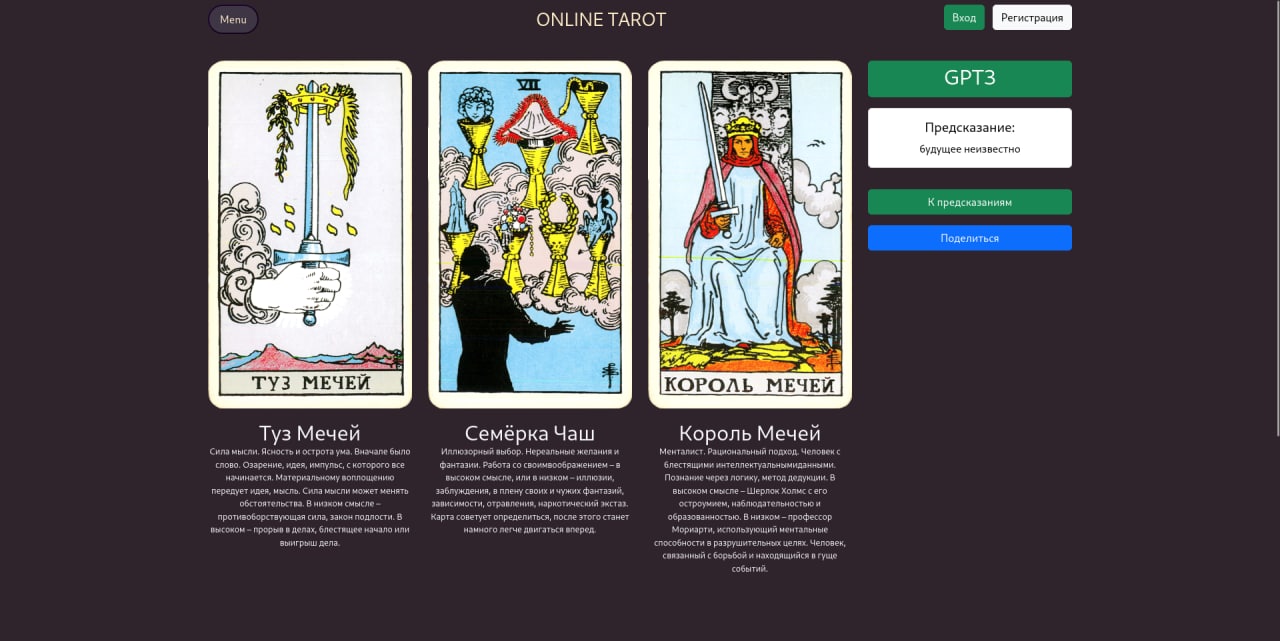 Menu
ONLINE TAROT
Вход
Регистрация
VII
ТУЗ МЕЧЕЙ
КОРОЛЬ МЕЧЕЙ
GPT3
Предсказание:
будущее неизвестно
К предсказаниям
Поделиться
Туз Мечей
Сила мысли. Ясность и острота ума. Вначале было
слово. Озарение, идея, импульс, с которого все
начинается. Материальному воплощению
передует идея, мысль. Сила мысли может менять
обстоятельства. В низком смысле –
противоборствующая сила, закон подлости. В
высоком – прорыв в делах, блестящее начало или
выигрыш дела.
Семёрка Чаш
Иллюзорный выбор. Нереальные желания и
фантазии. Работа со своимвоображением – в
высоком смысле, или в низком – иллюзии,
заблуждения, в плену своих и чужих фантазий,
зависимости, отравления, наркотический экстаз.
Карта советует определиться, после этого станет
намного легче двигаться вперед.
Король Мечей
Менталист. Рациональный подход. Человек с
блестящими интеллектуальнымиданными.
Познание через логику, метод дедукции. В
высоком смысле – Шерлок Холмс с его
остроумием, наблюдательностью и
образованностью. В низком – профессор
Мориарти, использующий ментальные
способности в разрушительных целях. Человек,
связанный с борьбой и находящийся в гуще
событий.